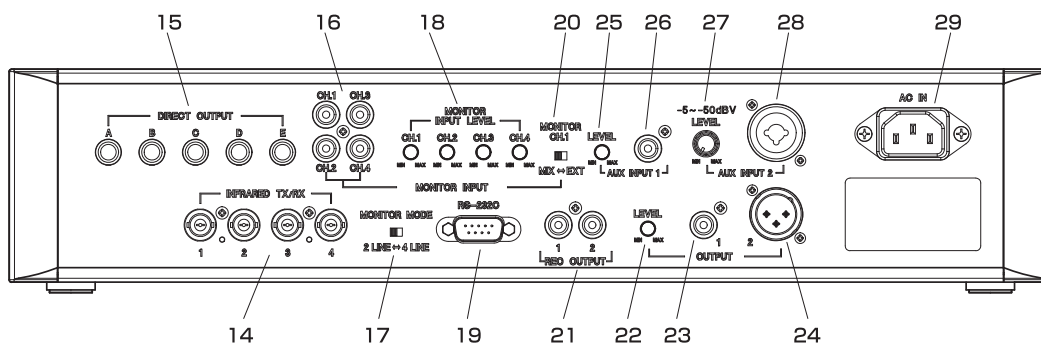 15 16 18 20 25 26 27 28 29
DIRECT OUTPUT
A B C D E
CH.1 CH.3
CH.2 CH.4
MONITOR
INPUT LEVEL
CH.1 CH.2 CH.3 CH.4
MIN MAX MIN MAX MIN MAX MIN MAX
MONITOR
CH.1
MIX ↔ EXT
MONITOR INPUT
LEVEL
MIN MAX
AUX INPUT 1
-5~-50dBV
LEVEL
MIN MAX
AUX INPUT 2
AC IN
INFRARED TX/RX
1 2 3 4
MONITOR MODE
2 LINE ↔ 4 LINE
RS-232C
1 2
REC OUTPUT
LEVEL
MIN MAX
1 2
OUTPUT
14 17 19 21 22 23 24